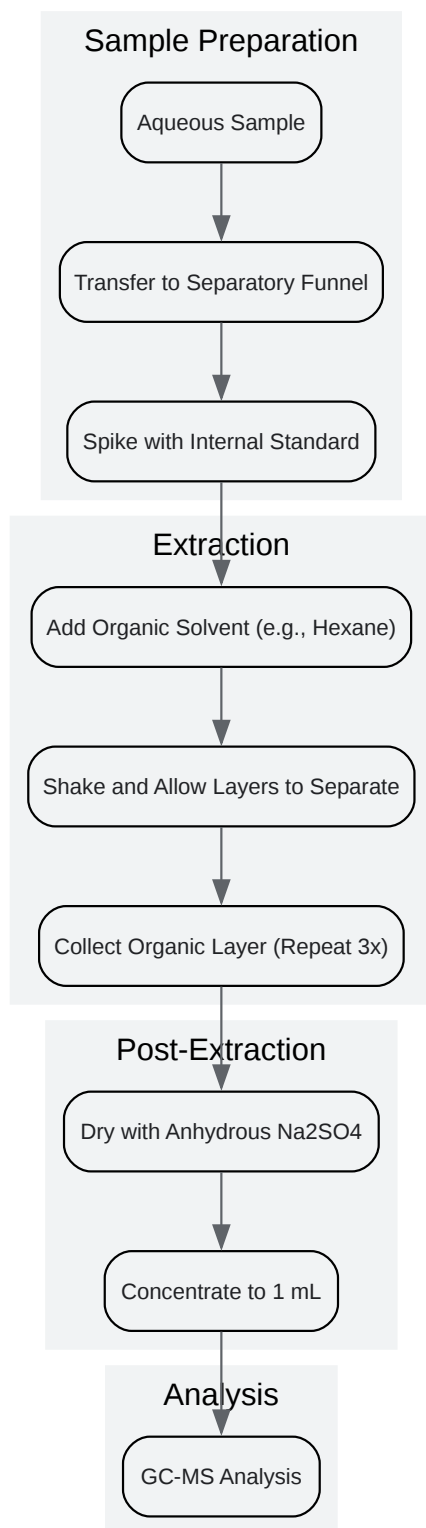 Sample Preparation
Aqueous Sample
Transfer to Separatory Funnel
Spike with Internal Standard
Extraction
Add Organic Solvent (e.g., Hexane)
Shake and Allow Layers to Separate
Collect Organic Layer (Repeat 3x)
Post-Extraction
Dry with Anhydrous Na2SO4
Concentrate to 1 mL
Analysis
GC-MS Analysis